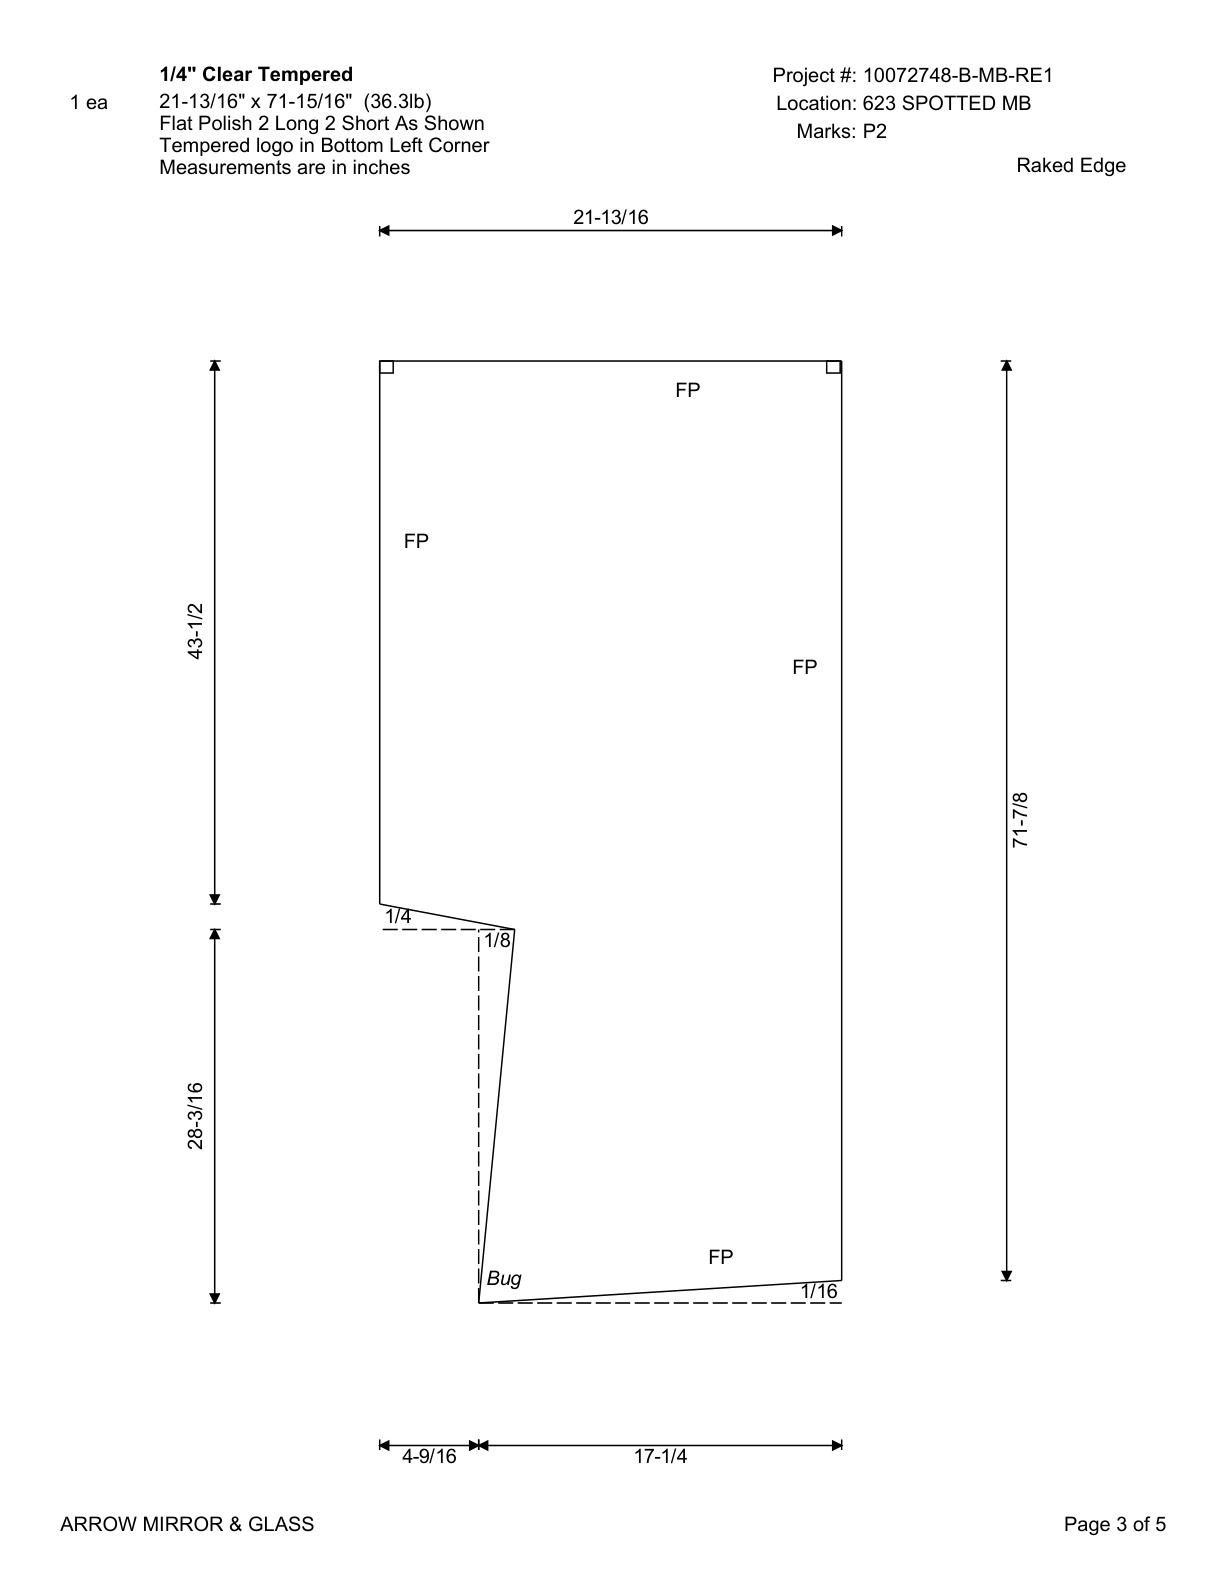 1/4" Clear Tempered
1 ea
21-13/16" x 71-15/16" (36.3lb)
Flat Polish 2 Long 2 Short As Shown
Tempered logo in Bottom Left Corner
Measurements are in inches
Project #: 10072748-B-MB-RE1
Location: 623 SPOTTED MB
Marks: P2
Raked Edge
21-13/16
FP
FP
43-1/2
FP
71-7/8
1/4
1/8
28-3/16
FP
Bug
1/16
4-9/16
17-1/4
ARROW MIRROR & GLASS
Page 3 of 5